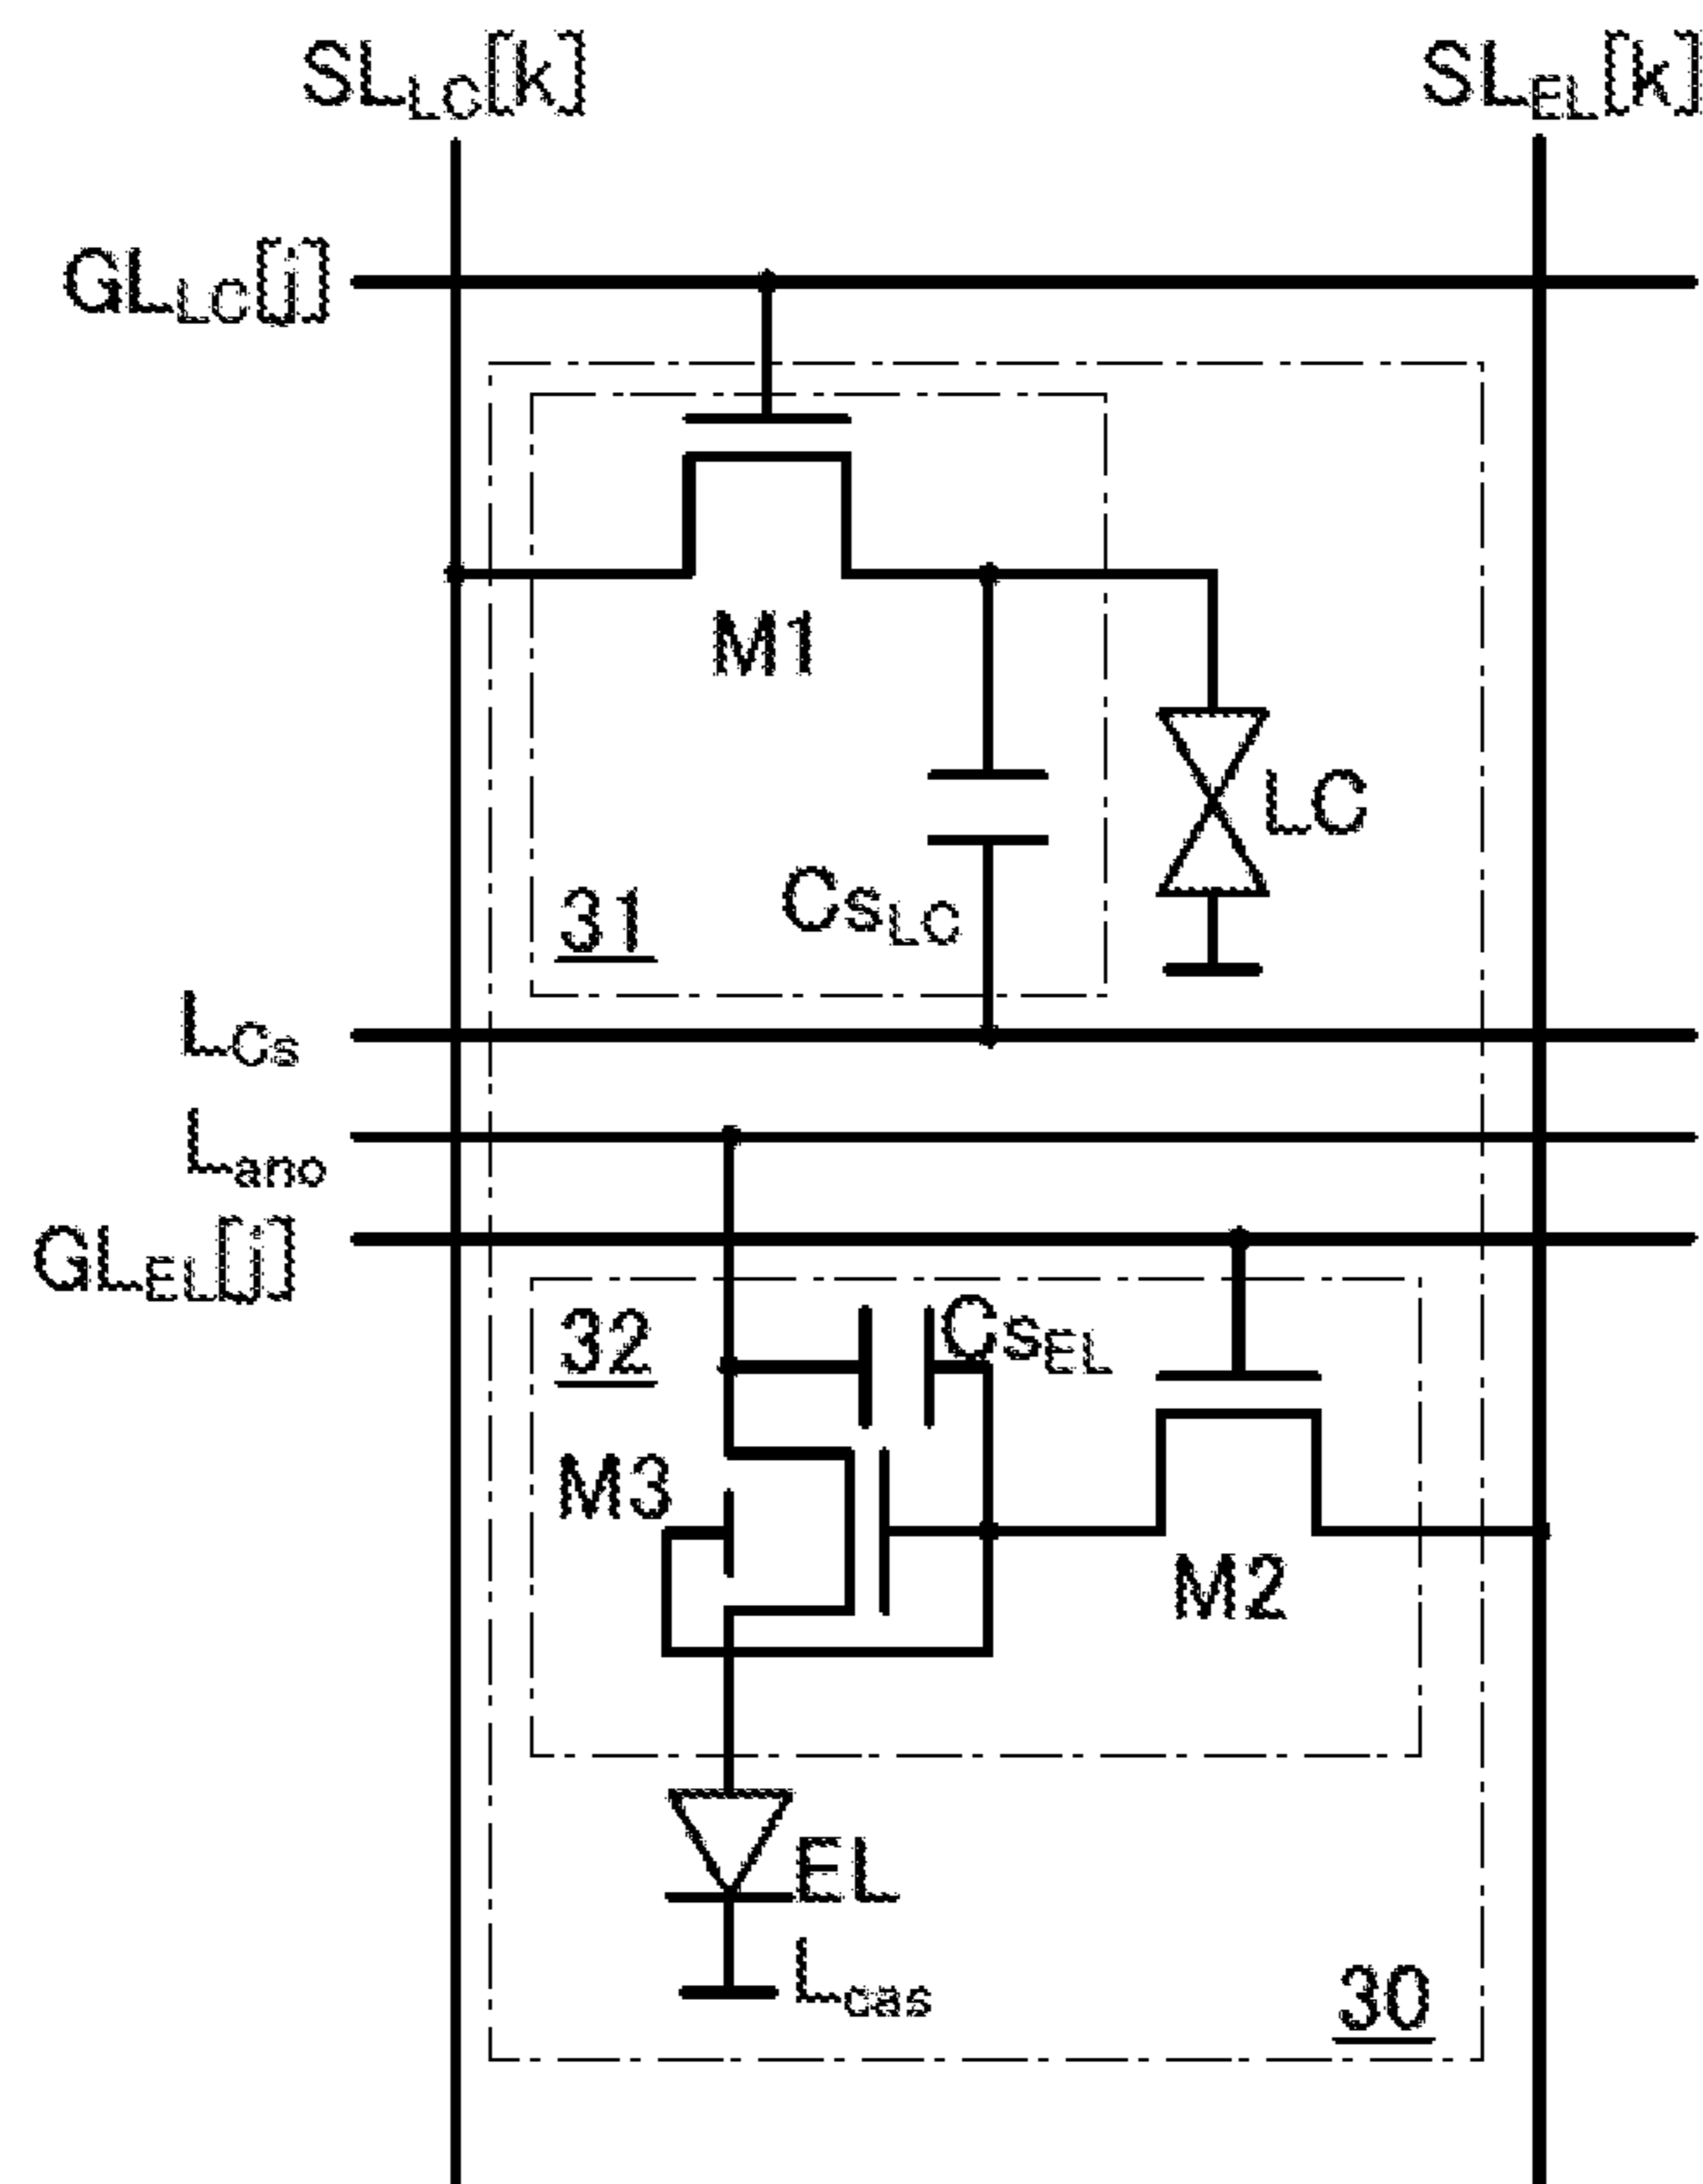 SL_LC[k]
SL_EL[k]
GL_LC[j]
M1
LC
Cs_LC
31
L_Cs
L_ano
GL_EL[j]
32
Cs_EL
M3
M2
EL
L_cas
30